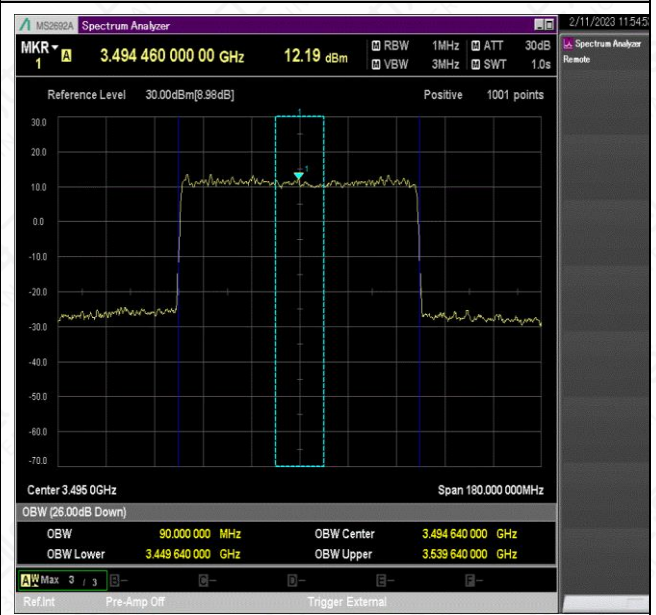 MS2692A Spectrum Analyzer
2/11/2023 11:54:5
MKR A 3.494 460 000 00 GHz 12.19 dBm M RBW 1MHz M ATT 30dB
1 M VBW 3MHz M SWT 1.0s
Spectrum Analyzer
Remote
Reference Level 30.00dBm[8.98dB] Positive 1001 points
1
30.0
20.0
1
10.0
0.0
-10.0
-20.0
-30.0
-40.0
-50.0
-60.0
-70.0
Center 3.495 0GHz Span 180.000 000MHz
OBW (26.00dB Down)
OBW 90.000 000 MHz OBW Center 3.494 640 000 GHz
OBW Lower 3.449 640 000 GHz OBW Upper 3.539 640 000 GHz
A W Max 3 / 3 B- C- D- E- F-
Ref.Int Pre-Amp Off Trigger External